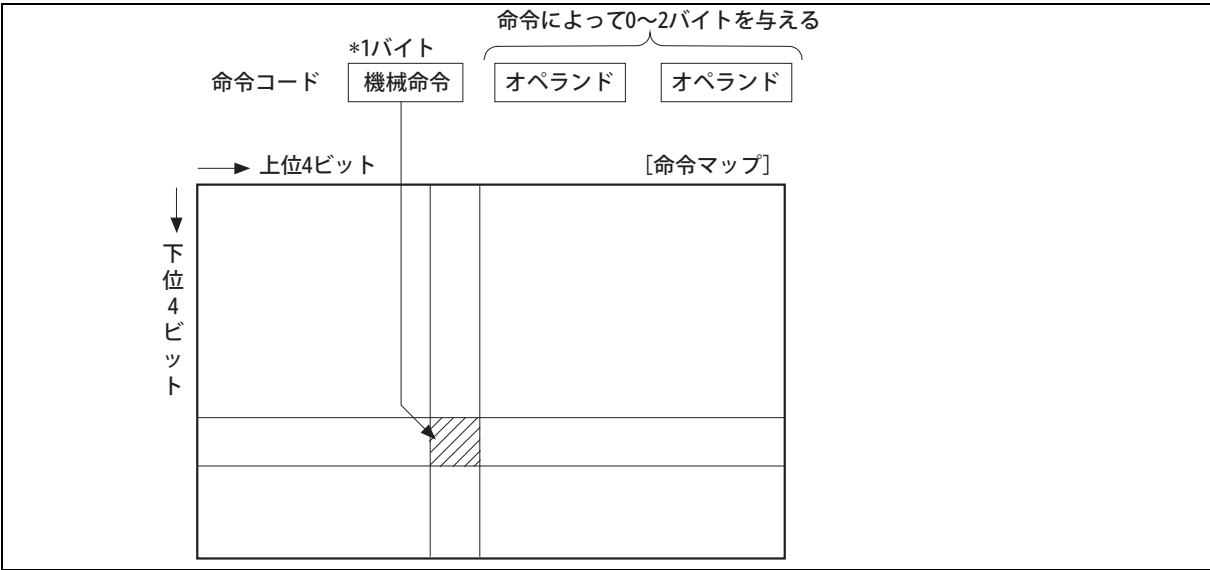 命令によって0～2バイトを与える
*1バイト
命令コード 機械命令 オペランド オペランド
上位4ビット [命令マップ]
下位4ビット